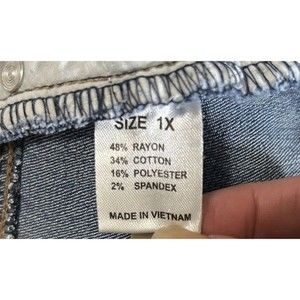 SIZE 1X
48% RAYON
34% COTTON
16% POLYESTER
2% SPANDEX
MADE IN VIETNAM